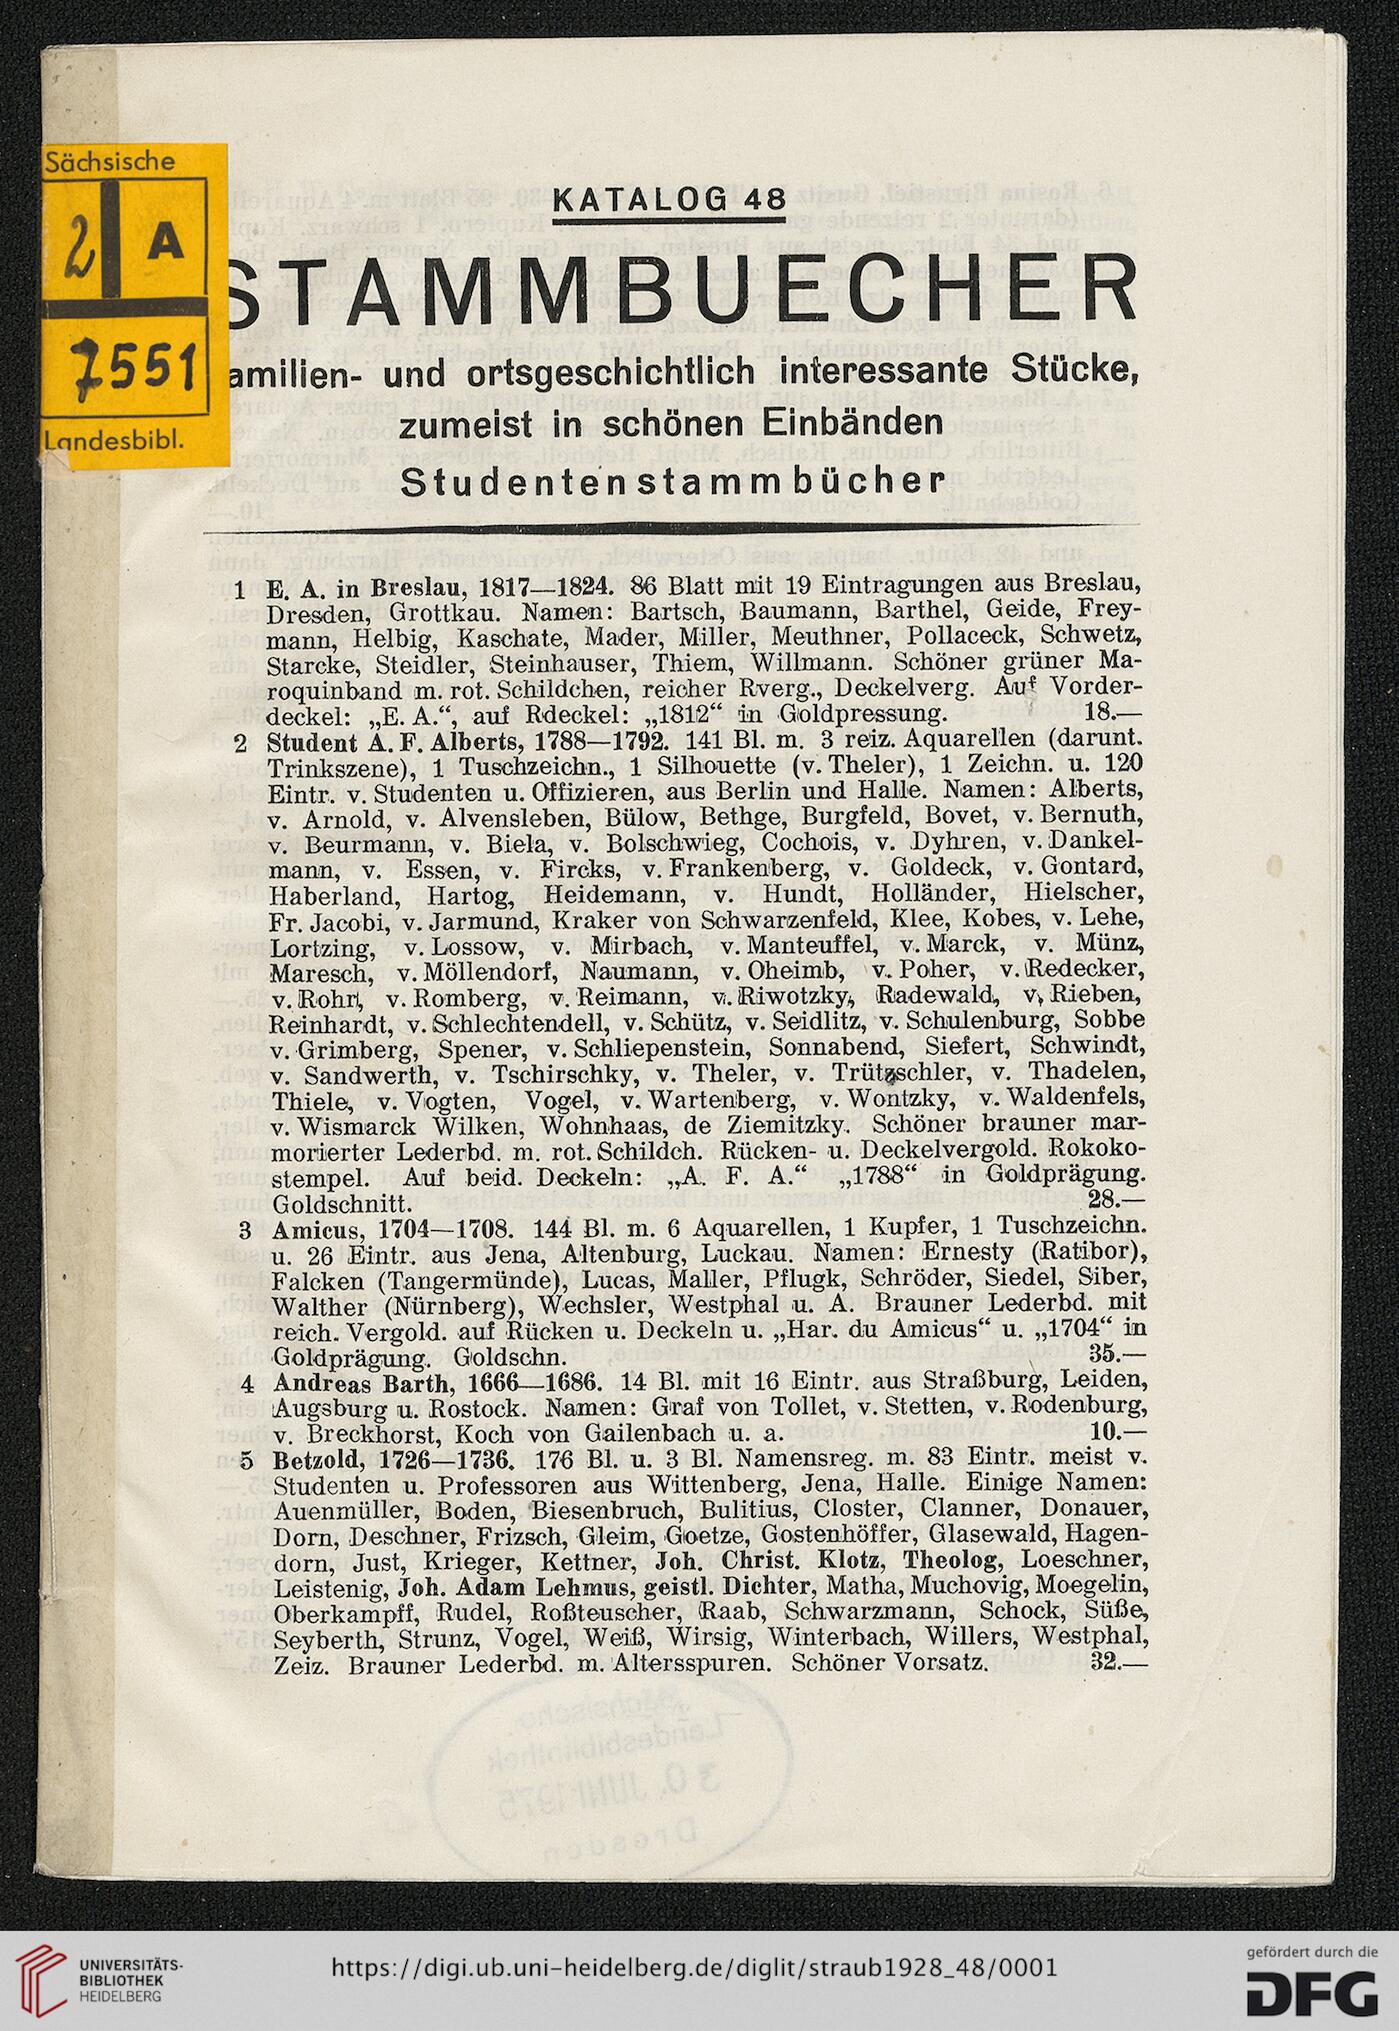 Sächsische
2 A
7551
Landesbibl.
KATALOG 48
STAMMBUECHER
amilien- und ortsgeschichtlich interessante Stücke,
zumeist in schönen Einbänden
Studentenstammbücher
1 E. A. in Breslau, 1817—1824. 86 Blatt mit 19 Eintragungen aus Breslau,
Dresden, Grottkau. Namen: Bartsch, Baumann, Barthel, Geide, Frey-
mann, Helbig, Kaschate, Mader, Miller, Meuthner, Pollaceck, Schwetz,
Starcke, Steidler, Steinhauser, Thiem, Willmann. Schöner grüner Ma-
roquinband m. rot. Schildchen, reicher Rverg., Deckelverg. Auf Vorder-
deckel: „E. A.“, auf Rdeckel: „1812“ in Goldpressung. 18.—
2 Student A. F. Alberts, 1788—1792. 141 Bl. m. 3 reiz. Aquarellen (darunt.
Trinkszene), 1 Tuschzeichn., 1 Silhouette (v. Theler), 1 Zeichn. u. 120
Eintr. v. Studenten u. Offizieren, aus Berlin und Halle. Namen: Alberts,
v. Arnold, v. Alvensleben, Bülow, Bethge, Burgfeld, Bovet, v. Bernuth,
v. Beurmann, v. Biela, v. Bolschwieg, Cochois, v. Dyhren, v. Dankel-
mann, v. Essen, v. Fircks, v. Frankenberg, v. Goldeck, v. Gontard,
Haberland, Hartog, Heidemann, v. Hundt, Holländer, Hielscher,
Fr. Jacobi, v. Jarmund, Kraker von Schwarzenfeld, Klee, Kobes, v. Lehe,
Lortzing, v. Lossow, v. Mirbach, v. Manteuffel, v. Marck, v. Münz,
Maresch, v. Möllendorf, Naumann, v. Oheimb, v. Poher, v. Redecker,
v. Rohr, v. Romberg, v. Reimann, v. Riwotzky, Radewald, v. Rieben,
Reinhardt, v. Schlechtendell, v. Schütz, v. Seidlitz, v. Schulenburg, Sobbe
v. Grimberg, Spener, v. Schliepenstein, Sonnabend, Siefert, Schwindt,
v. Sandwerth, v. Tschirschky, v. Theler, v. Trützschler, v. Thadelen,
Thiele, v. Vogten, Vogel, v. Wartenberg, v. Wontzky, v. Waldenfels,
v. Wismarck Wilken, Wohnhaas, de Ziemitzky. Schöner brauner mar-
morierter Lederbd. m. rot. Schildch. Rücken- u. Deckelvergold. Rokoko-
stempel. Auf beid. Deckeln: „A. F. A.“ „1788“ in Goldprägung.
Goldschnitt. 28.—
3 Amicus, 1704—1708. 144 Bl. m. 6 Aquarellen, 1 Kupfer, 1 Tuschzeichn.
u. 26 Eintr. aus Jena, Altenburg, Luckau. Namen: Ernesty (Ratibor),
Falcken (Tangermünde), Lucas, Maller, Pflugk, Schröder, Siedel, Siber,
Walther (Nürnberg), Wechsler, Westphal u. A. Brauner Lederbd. mit
reich. Vergold. auf Rücken u. Deckeln u. „Har. du Amicus“ u. „1704“ in
Goldprägung. Goldschn. 35.—
4 Andreas Barth, 1666—1686. 14 Bl. mit 16 Eintr. aus Straßburg, Leiden,
Augsburg u. Rostock. Namen: Graf von Tollet, v. Stetten, v. Rodenburg,
v. Breckhorst, Koch von Gailenbach u. a. 10.—
5 Betzold, 1726—1736. 176 Bl. u. 3 Bl. Namensreg. m. 83 Eintr. meist v.
Studenten u. Professoren aus Wittenberg, Jena, Halle. Einige Namen:
Auenmüller, Boden, Biesenbruch, Bulitius, Closter, Clanner, Donauer,
Dorn, Deschner, Frizsch, Gleim, Goetze, Gostenhöffer, Glasewald, Hagen-
dorn, Just, Krieger, Kettner, Joh. Christ. Klotz, Theolog, Loeschner,
Leistenig, Joh. Adam Lehmus, geistl. Dichter, Matha, Muchovig, Moegelin,
Oberkampff, Rudel, Roßteuscher, Raab, Schwarzmann, Schock, Süße,
Seyberth, Strunz, Vogel, Weiß, Wirsig, Winterbach, Willers, Westphal,
Zeiz. Brauner Lederbd. m. Altersspuren. Schöner Vorsatz. 32.—
Sächsische
Landesbibliothek
30. JUNI 1975
Dresden
UNIVERSITÄTS-
BIBLIOTHEK
HEIDELBERG
https://digi.ub.uni-heidelberg.de/diglit/straub1928_48/0001
gefördert durch die
DFG